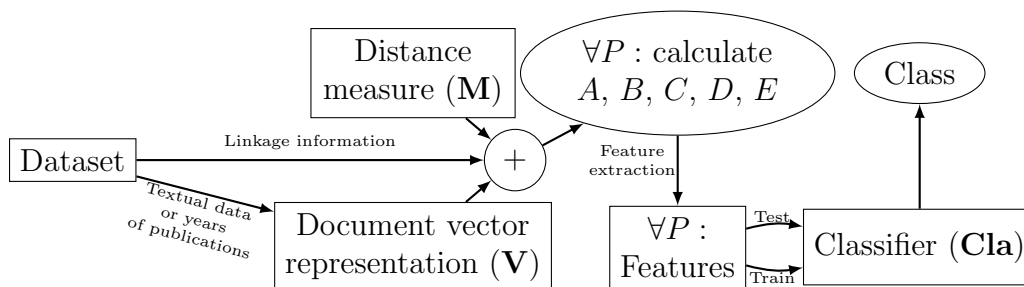 Distance
measure (M)
∀P : calculate
A, B, C, D, E
Class
Dataset
Linkage information
+
Textual data
or years
of publications
Document vector
representation (V)
Feature
extraction
∀P :
Features
Test
Train
Classifier (Cla)